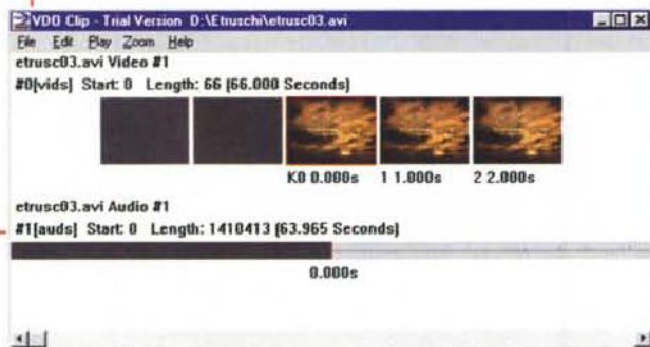 VDO Clip - Trial Version D:\Etruschi\etrusc03.avi
File Edit Play Zoom Help
etrusc03.avi Video #1
#0[vids] Start: 0 Length: 66 (66.000 Seconds)
K0 0.000s 1 1.000s 2 2.000s
etrusc03.avi Audio #1
#1[auds] Start: 0 Length: 1410413 (63.965 Seconds)
0.000s